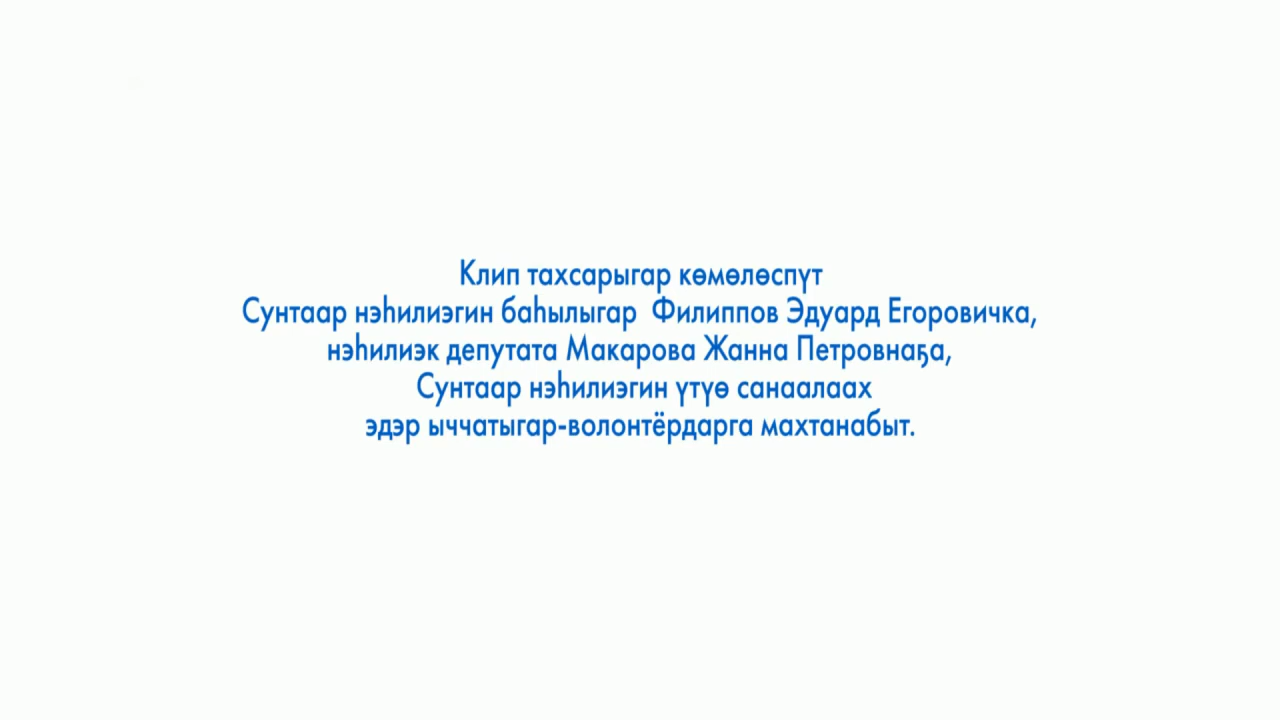 Клип тахсарыгар көмөлөспүт
Сунтаар нэһилиэгин баһылыгар Филиппов Эдуард Егоровичка,
нэһилиэк депутата Макарова Жанна Петровнаҕа,
Сунтаар нэһилиэгин үтүө санаалаах
эдэр ыччатыгар-волонтёрдарга махтанабыт.